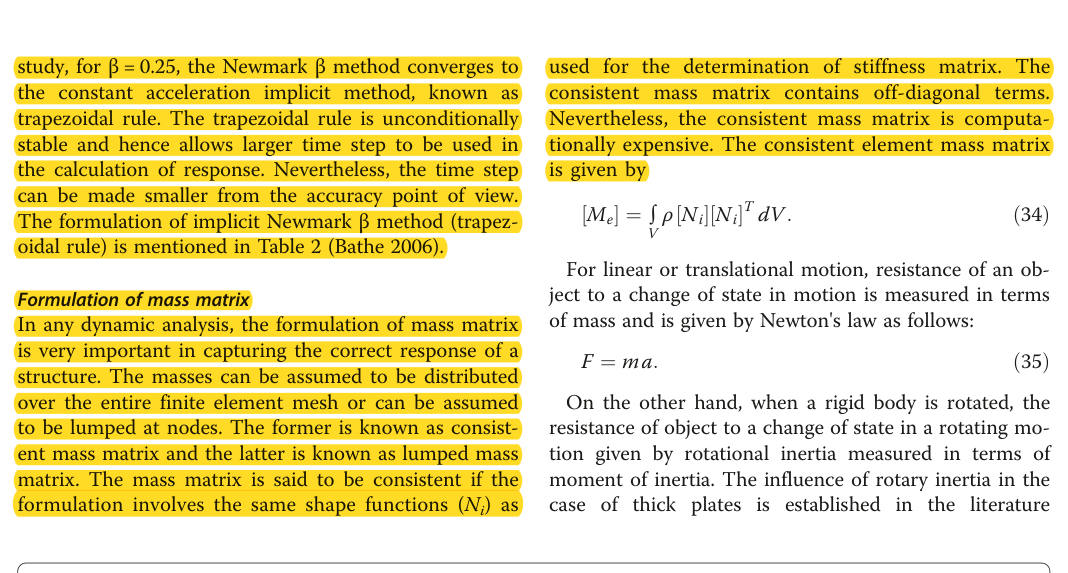 study, for β = 0.25, the Newmark β method converges to
the constant acceleration implicit method, known as
trapezoidal rule. The trapezoidal rule is unconditionally
stable and hence allows larger time step to be used in
the calculation of response. Nevertheless, the time step
can be made smaller from the accuracy point of view.
The formulation of implicit Newmark β method (trapez-
oidal rule) is mentioned in Table 2 (Bathe 2006).
Formulation of mass matrix
In any dynamic analysis, the formulation of mass matrix
is very important in capturing the correct response of a
structure. The masses can be assumed to be distributed
over the entire finite element mesh or can be assumed
to be lumped at nodes. The former is known as consist-
ent mass matrix and the latter is known as lumped mass
matrix. The mass matrix is said to be consistent if the
formulation involves the same shape functions (Nᵢ) as
used for the determination of stiffness matrix. The
consistent mass matrix contains off-diagonal terms.
Nevertheless, the consistent mass matrix is computa-
tionally expensive. The consistent element mass matrix
is given by
[Mₑ] = ∫_V ρ [Nᵢ][Nᵢ]ᵀ dV. (34)
For linear or translational motion, resistance of an ob-
ject to a change of state in motion is measured in terms
of mass and is given by Newton's law as follows:
F = ma. (35)
On the other hand, when a rigid body is rotated, the
resistance of object to a change of state in a rotating mo-
tion given by rotational inertia measured in terms of
moment of inertia. The influence of rotary inertia in the
case of thick plates is established in the literature